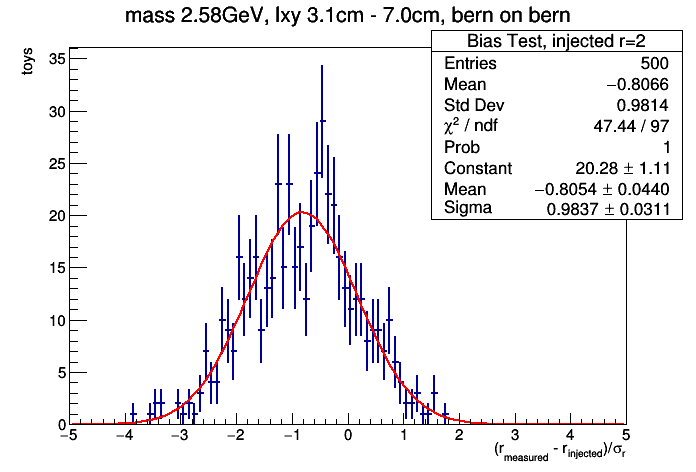 mass 2.58GeV, lxy 3.1cm - 7.0cm, bern on bern
Bias Test, injected r=2
Entries 500
Mean −0.8066
Std Dev 0.9814
χ² / ndf 47.44 / 97
Prob 1
Constant 20.28 ± 1.11
Mean −0.8054 ± 0.0440
Sigma 0.9837 ± 0.0311
toys
35
30
25
20
15
10
5
0
−5 −4 −3 −2 −1 0 1 2 3 4 5
(r_measured - r_injected)/σ_r